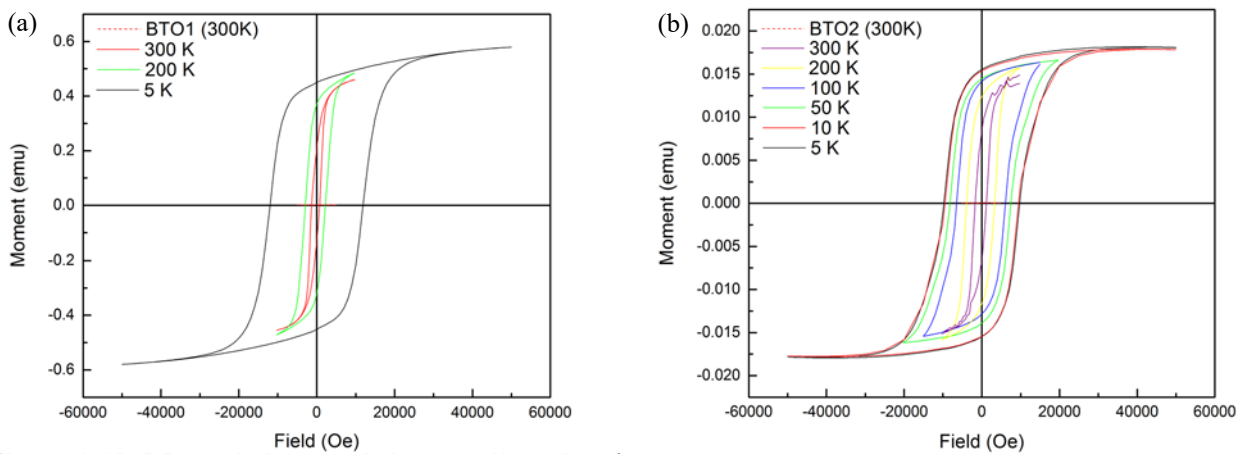 (a)
BTO1 (300K)
300 K
200 K
5 K
0.6
0.4
0.2
0.0
-0.2
-0.4
-0.6
Moment (emu)
-60000 -40000 -20000 0 20000 40000 60000
Field (Oe)
(b)
BTO2 (300K)
300 K
200 K
100 K
50 K
10 K
5 K
0.020
0.015
0.010
0.005
0.000
-0.005
-0.010
-0.015
-0.020
Moment (emu)
-60000 -40000 -20000 0 20000 40000 60000
Field (Oe)